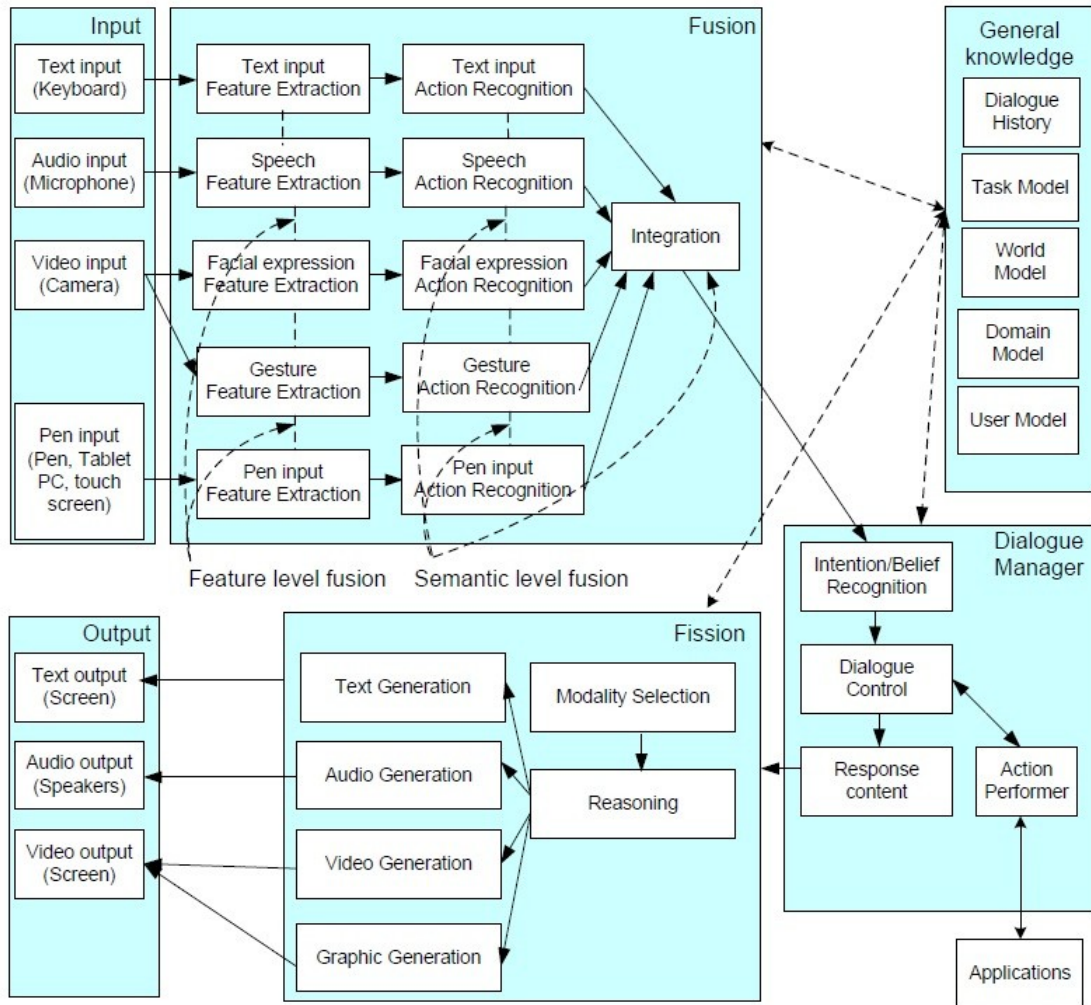 Input
Text input
(Keyboard)
Audio input
(Microphone)
Video input
(Camera)
Pen input
(Pen, Tablet
PC, touch
screen)
Fusion
Text input
Feature Extraction
Text input
Action Recognition
Speech
Feature Extraction
Speech
Action Recognition
Facial expression
Feature Extraction
Facial expression
Action Recognition
Gesture
Feature Extraction
Gesture
Action Recognition
Pen input
Feature Extraction
Pen input
Action Recognition
Integration
Feature level fusion
Semantic level fusion
General
knowledge
Dialogue
History
Task Model
World
Model
Domain
Model
User Model
Dialogue
Manager
Intention/Belief
Recognition
Dialogue
Control
Response
content
Action
Performer
Applications
Fission
Modality Selection
Reasoning
Text Generation
Audio Generation
Video Generation
Graphic Generation
Output
Text output
(Screen)
Audio output
(Speakers)
Video output
(Screen)